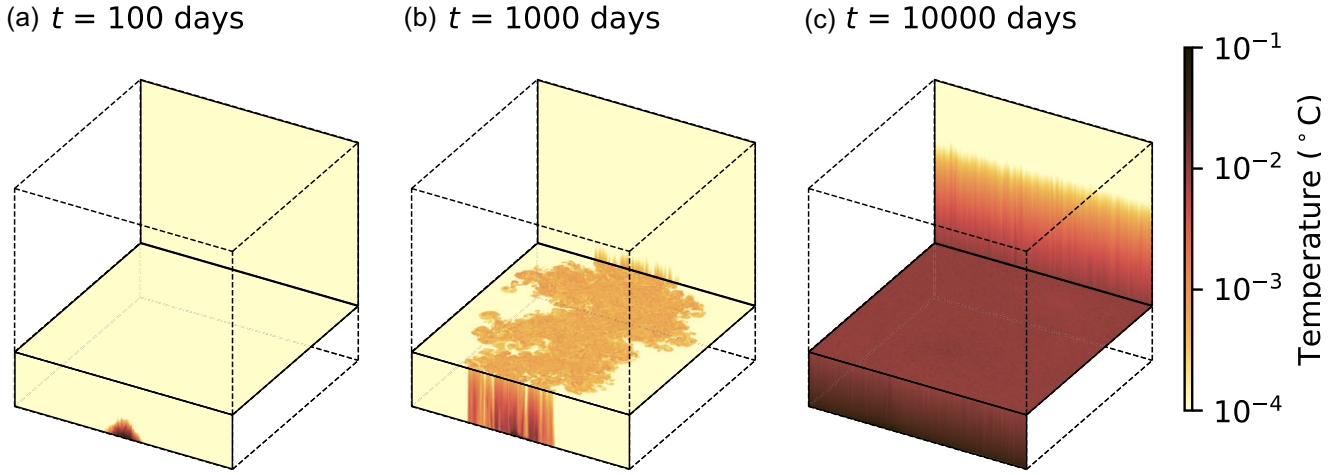 (a) t = 100 days
(b) t = 1000 days
(c) t = 10000 days
10⁻¹
10⁻²
10⁻³
10⁻⁴
Temperature (°C)